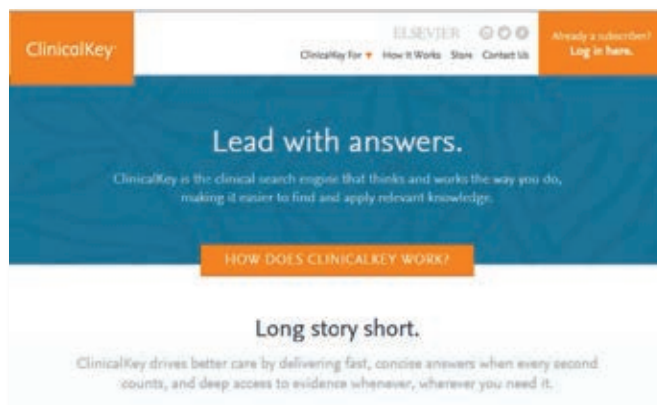 ClinicalKey
ELSEVIER
Already a subscriber?
Log in here.
ClinicalKey For ▼ How It Works Store Contact Us
Lead with answers.
ClinicalKey is the clinical search engine that thinks and works the way you do,
making it easier to find and apply relevant knowledge.
HOW DOES CLINICALKEY WORK?
Long story short.
ClinicalKey drives better care by delivering fast, concise answers when every second
counts, and deep access to evidence whenever, wherever you need it.